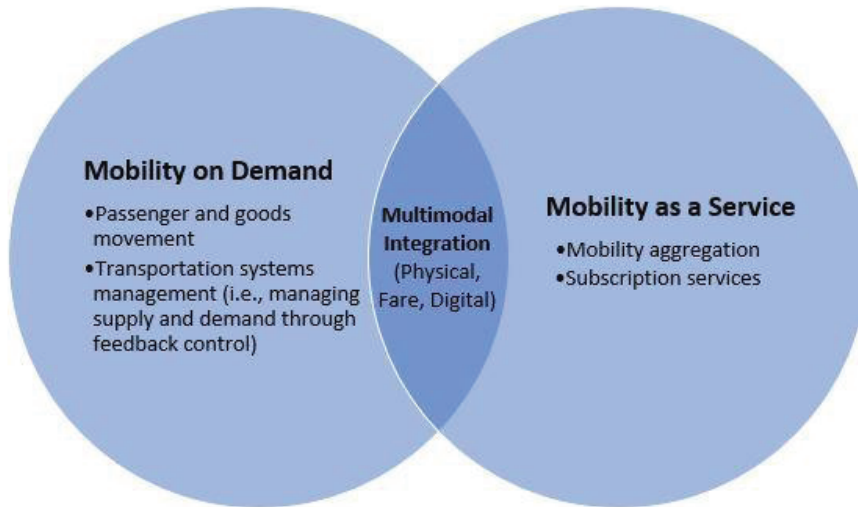 Mobility on Demand
•Passenger and goods
movement
•Transportation systems
management (i.e., managing
supply and demand through
feedback control)
Multimodal
Integration
(Physical,
Fare, Digital)
Mobility as a Service
•Mobility aggregation
•Subscription services